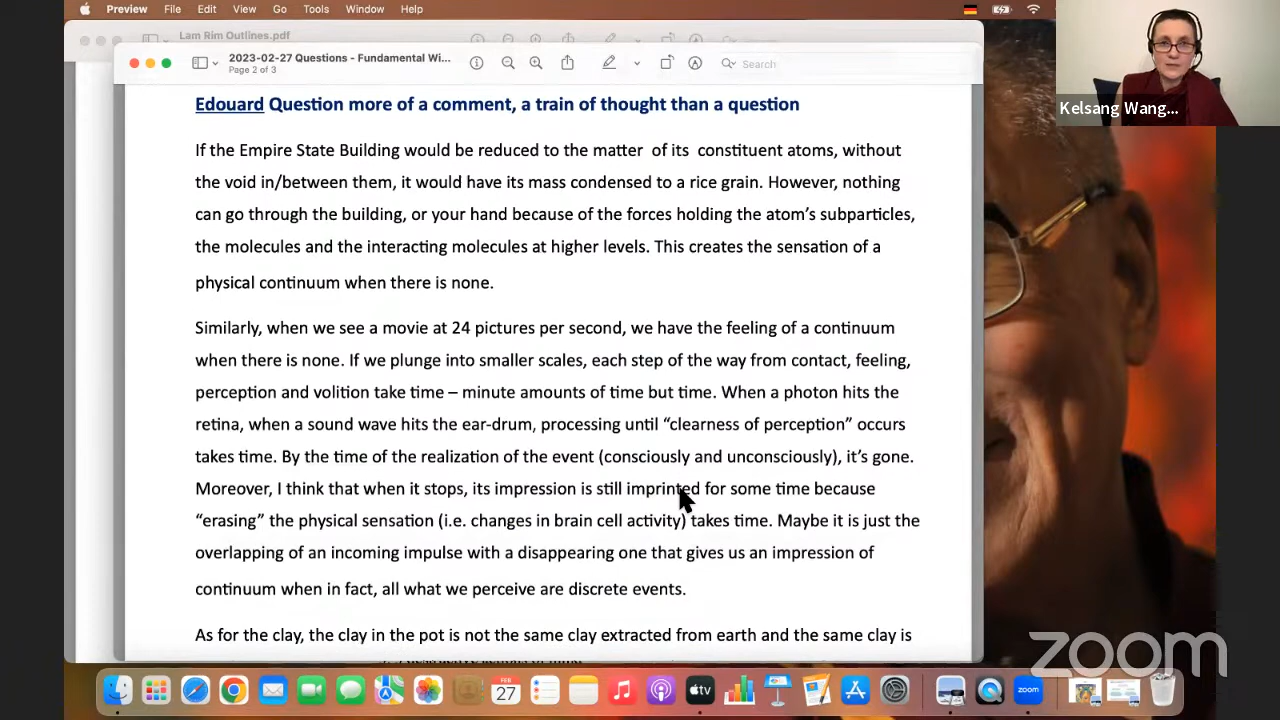 Preview File Edit View Go Tools Window Help
Lam Rim Outlines.pdf
2023-02-27 Questions - Fundamental Wi...
Page 2 of 3
Search
Kelsang Wang...
Edouard Question more of a comment, a train of thought than a question
If the Empire State Building would be reduced to the matter of its constituent atoms, without
the void in/between them, it would have its mass condensed to a rice grain. However, nothing
can go through the building, or your hand because of the forces holding the atom’s subparticles,
the molecules and the interacting molecules at higher levels. This creates the sensation of a
physical continuum when there is none.
Similarly, when we see a movie at 24 pictures per second, we have the feeling of a continuum
when there is none. If we plunge into smaller scales, each step of the way from contact, feeling,
perception and volition take time – minute amounts of time but time. When a photon hits the
retina, when a sound wave hits the ear-drum, processing until “clearness of perception” occurs
takes time. By the time of the realization of the event (consciously and unconsciously), it’s gone.
Moreover, I think that when it stops, its impression is still imprinted for some time because
“erasing” the physical sensation (i.e. changes in brain cell activity) takes time. Maybe it is just the
overlapping of an incoming impulse with a disappearing one that gives us an impression of
continuum when in fact, all what we perceive are discrete events.
As for the clay, the clay in the pot is not the same clay extracted from earth and the same clay is
FEB
27
tv
zoom
zoom